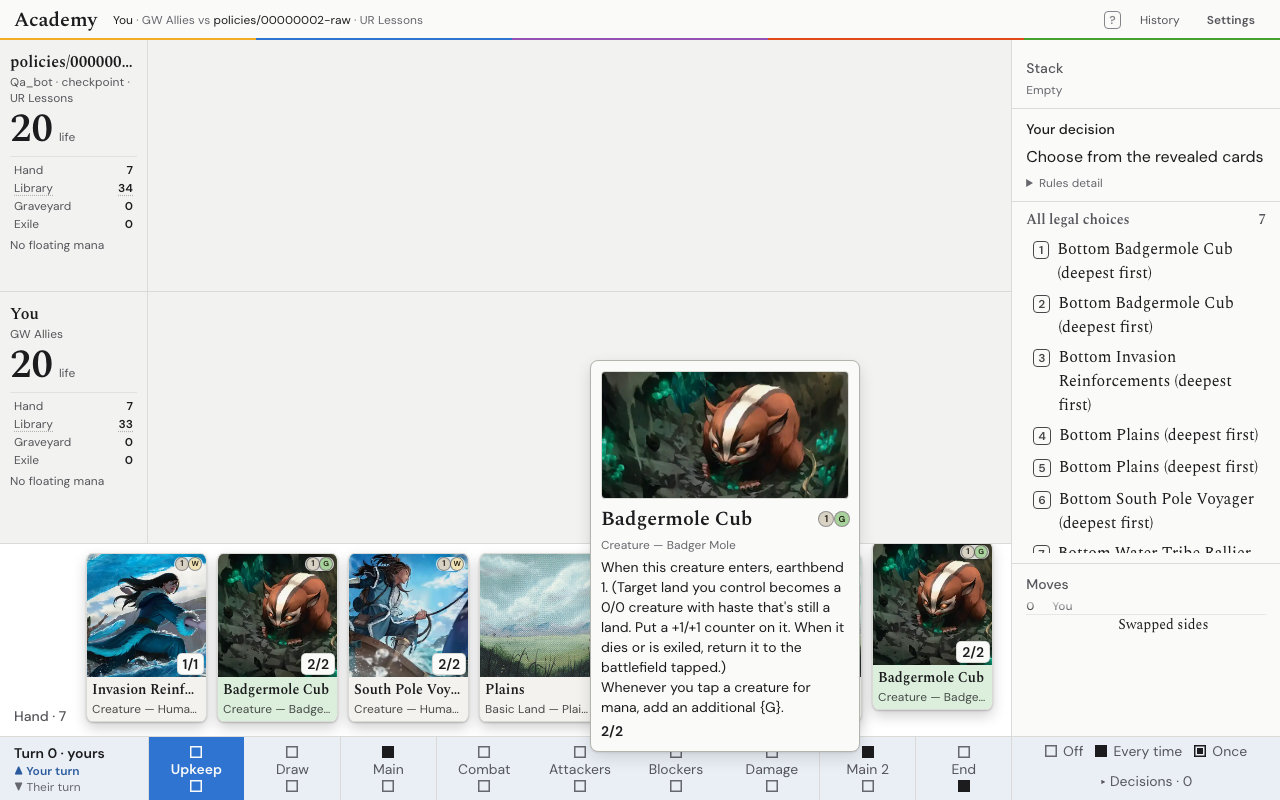 Academy
You · GW Allies vs policies/00000002-raw · UR Lessons
?
History
Settings
policies/000000...
Qa_bot · checkpoint ·
UR Lessons
20 life
Hand 7
Library 34
Graveyard 0
Exile 0
No floating mana
You
GW Allies
20 life
Hand 7
Library 33
Graveyard 0
Exile 0
No floating mana
Stack
Empty
Your decision
Choose from the revealed cards
Rules detail
All legal choices 7
1 Bottom Badgermole Cub
(deepest first)
2 Bottom Badgermole Cub
(deepest first)
3 Bottom Invasion
Reinforcements (deepest
first)
4 Bottom Plains (deepest first)
5 Bottom Plains (deepest first)
6 Bottom South Pole Voyager
(deepest first)
7 Bottom Water Tribe Rallier
Moves
0 You
Swapped sides
Badgermole Cub 1 G
Creature — Badger Mole
When this creature enters, earthbend
1. (Target land you control becomes a
0/0 creature with haste that's still a
land. Put a +1/+1 counter on it. When it
dies or is exiled, return it to the
battlefield tapped.)
Whenever you tap a creature for
mana, add an additional {G}.
2/2
Hand · 7
1 W
1/1
Invasion Reinf...
Creature — Huma...
1 G
2/2
Badgermole Cub
Creature — Badge...
1 W
2/2
South Pole Voy...
Creature — Huma...
Plains
Basic Land — Plai...
1 G
2/2
Badgermole Cub
Creature — Badge...
Turn 0 · yours
Your turn
Their turn
Upkeep
Draw
Main
Combat
Attackers
Blockers
Damage
Main 2
End
Off
Every time
Once
Decisions · 0